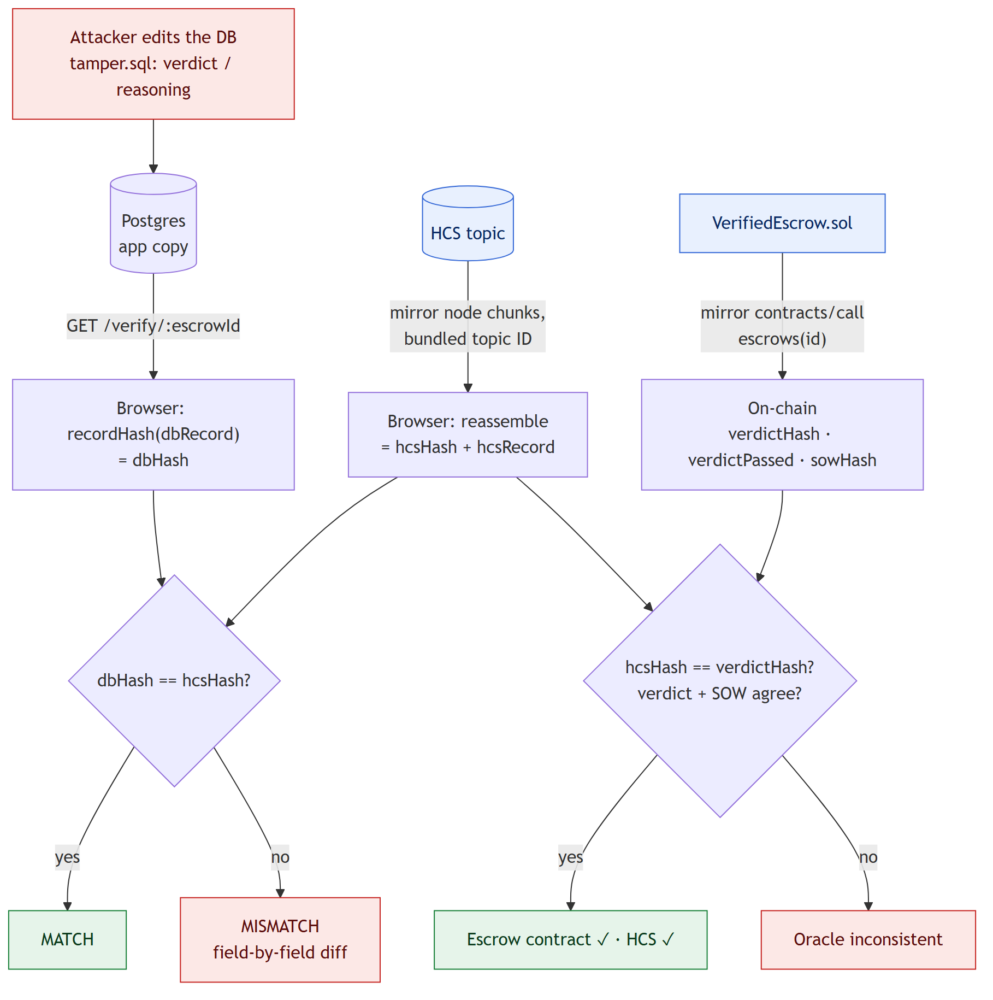 Attacker edits the DB
tamper.sql: verdict /
reasoning
Postgres
app copy
HCS topic
VerifiedEscrow.sol
GET /verify/:escrowId
mirror node chunks,
bundled topic ID
mirror contracts/call
escrows(id)
Browser:
recordHash(dbRecord)
= dbHash
Browser: reassemble
= hcsHash + hcsRecord
On-chain
verdictHash ·
verdictPassed · sowHash
dbHash == hcsHash?
hcsHash == verdictHash?
verdict + SOW agree?
yes
no
yes
no
MATCH
MISMATCH
field-by-field diff
Escrow contract ✓ · HCS ✓
Oracle inconsistent